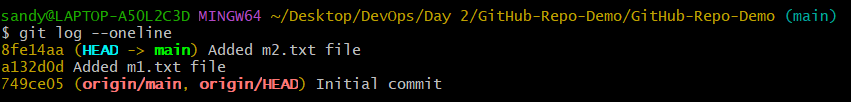 sandy@LAPTOP-A50L2C3D MINGW64 ~/Desktop/DevOps/Day 2/GitHub-Repo-Demo/GitHub-Repo-Demo (main)
$ git log --oneline
8fe14aa (HEAD -> main) Added m2.txt file
a132d0d Added m1.txt file
749ce05 (origin/main, origin/HEAD) Initial commit